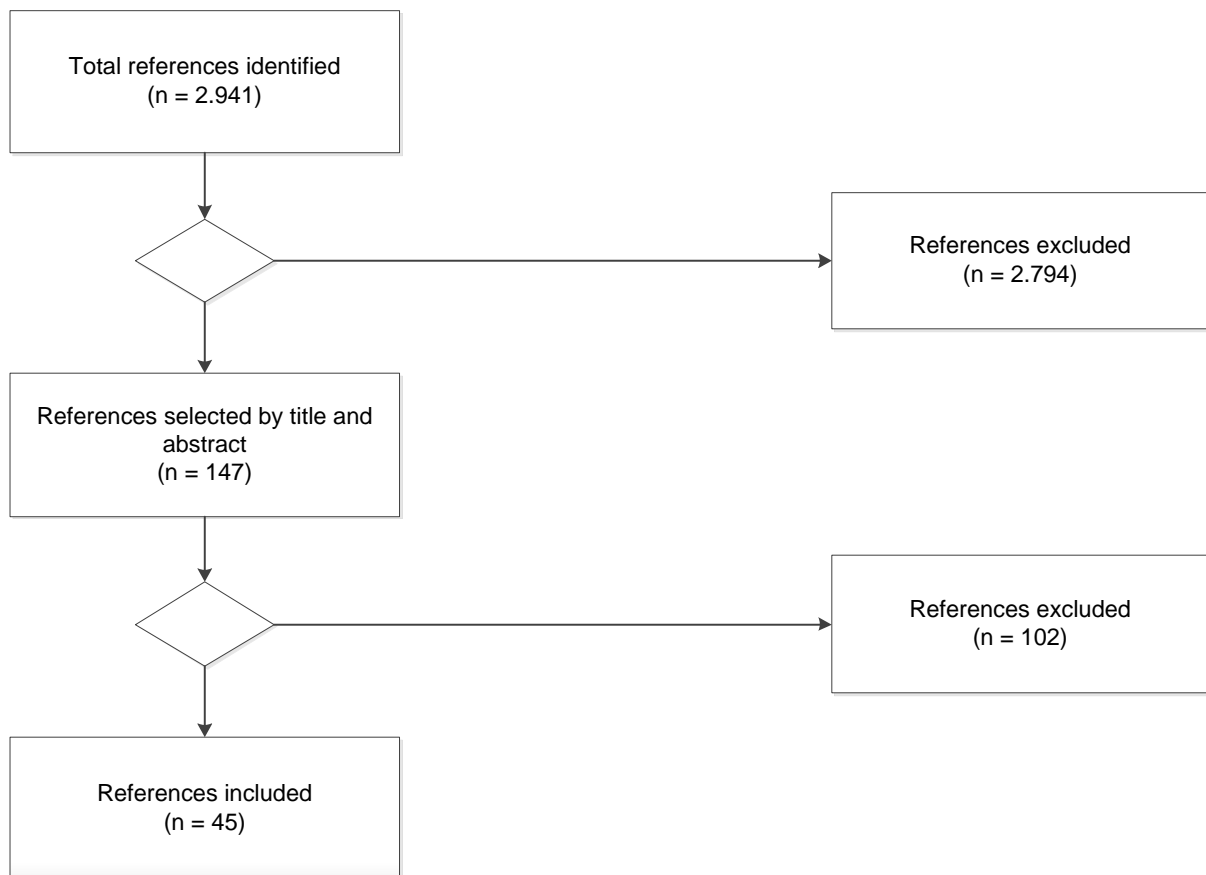 Total references identified
(n = 2.941)
References excluded
(n = 2.794)
References selected by title and
abstract
(n = 147)
References excluded
(n = 102)
References included
(n = 45)